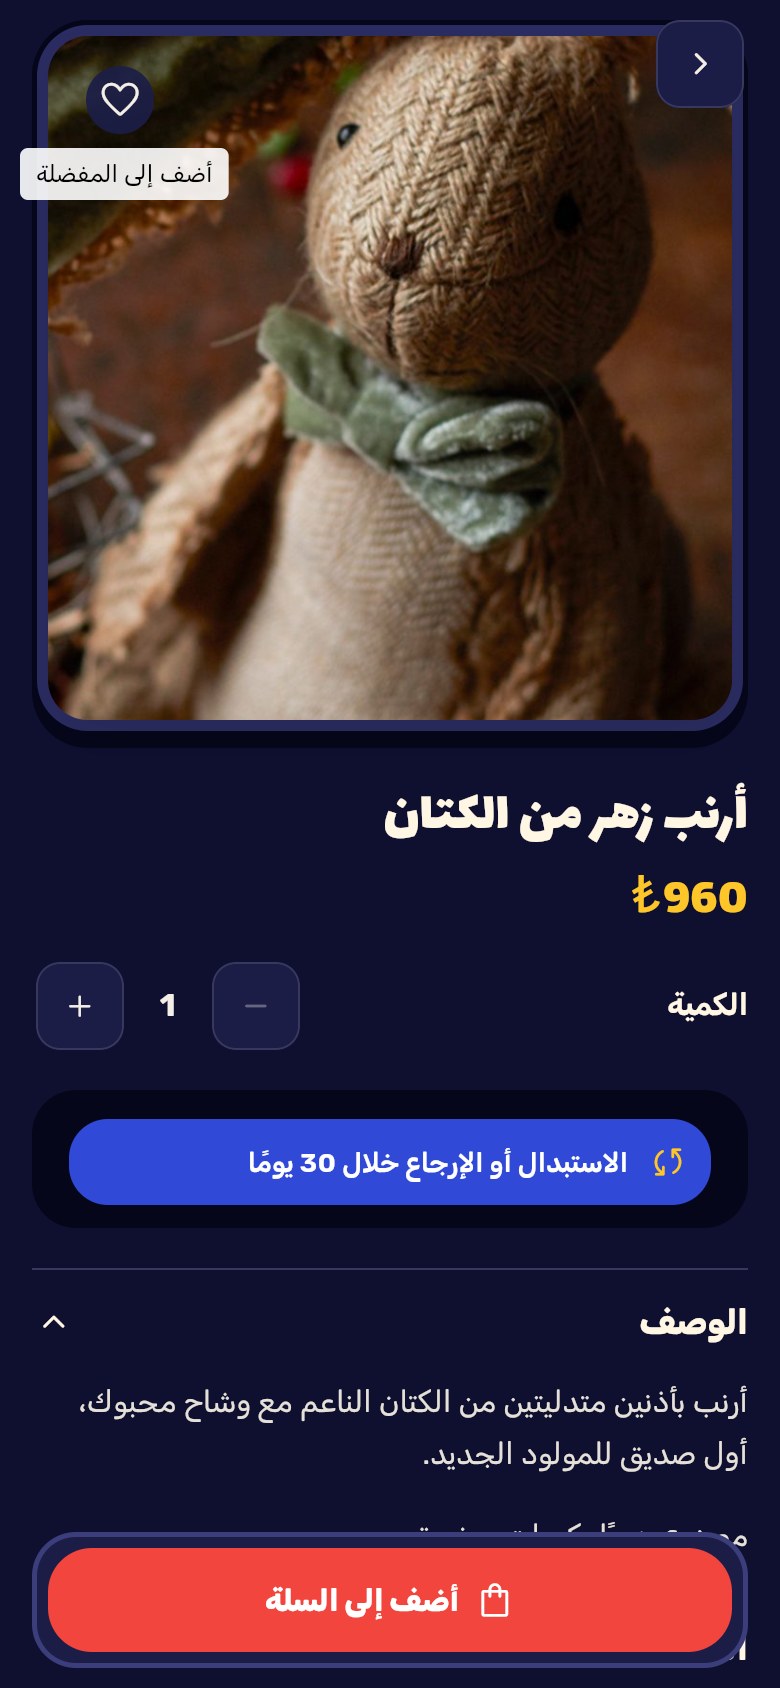 أضف إلى المفضلة
أرنب زهر من الكتان
₺960
الكمية
1
الاستبدال أو الإرجاع خلال 30 يومًا
الوصف
أرنب بأذنين متدليتين من الكتان الناعم مع وشاح محبوك،
أول صديق للمولود الجديد.
أضف إلى السلة